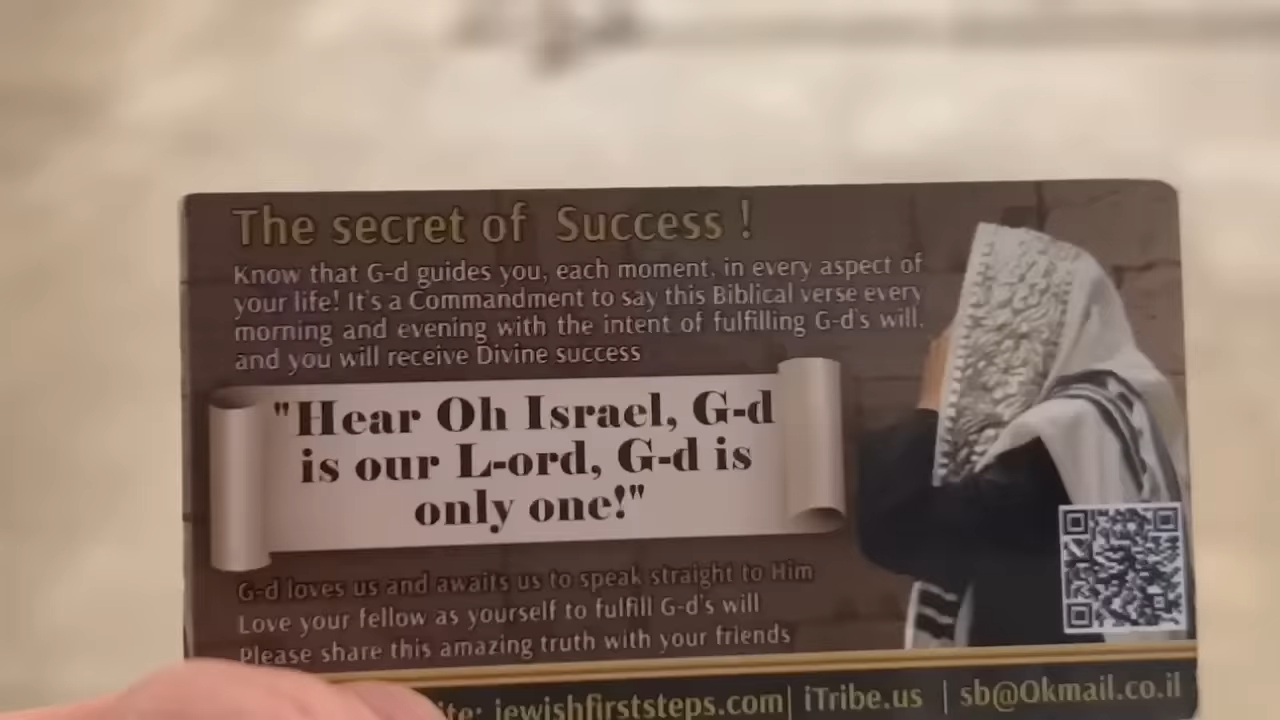 The secret of Success !
Know that G-d guides you, each moment, in every aspect of
your life! It's a Commandment to say this Biblical verse every
morning and evening with the intent of fulfilling G-d's will,
and you will receive Divine success
"Hear Oh Israel, G-d
is our L-ord, G-d is
only one!"
G-d loves us and awaits us to speak straight to Him
Love your fellow as yourself to fulfill G-d's will
Please share this amazing truth with your friends
jewishfirststeps.com| iTribe.us | sb@0kmail.co.il